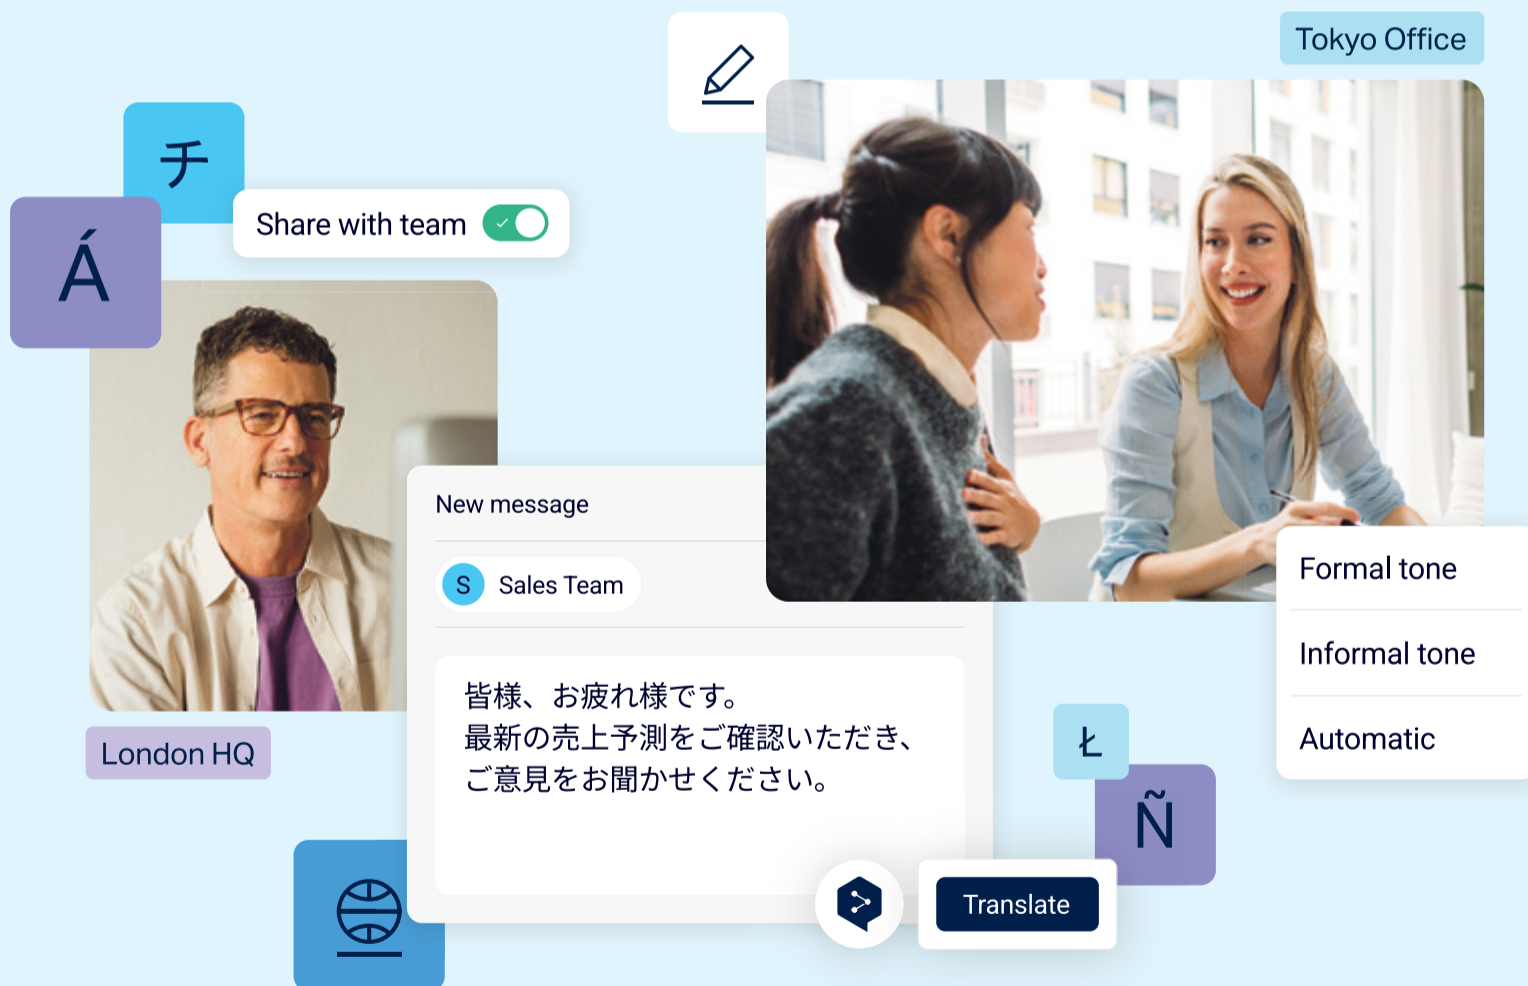 Tokyo Office
チ
Á
Share with team
New message
S Sales Team
皆様、お疲れ様です。
最新の売上予測をご確認いただき、
ご意見をお聞かせください。
London HQ
Formal tone
Informal tone
Automatic
Ł
Ñ
Translate